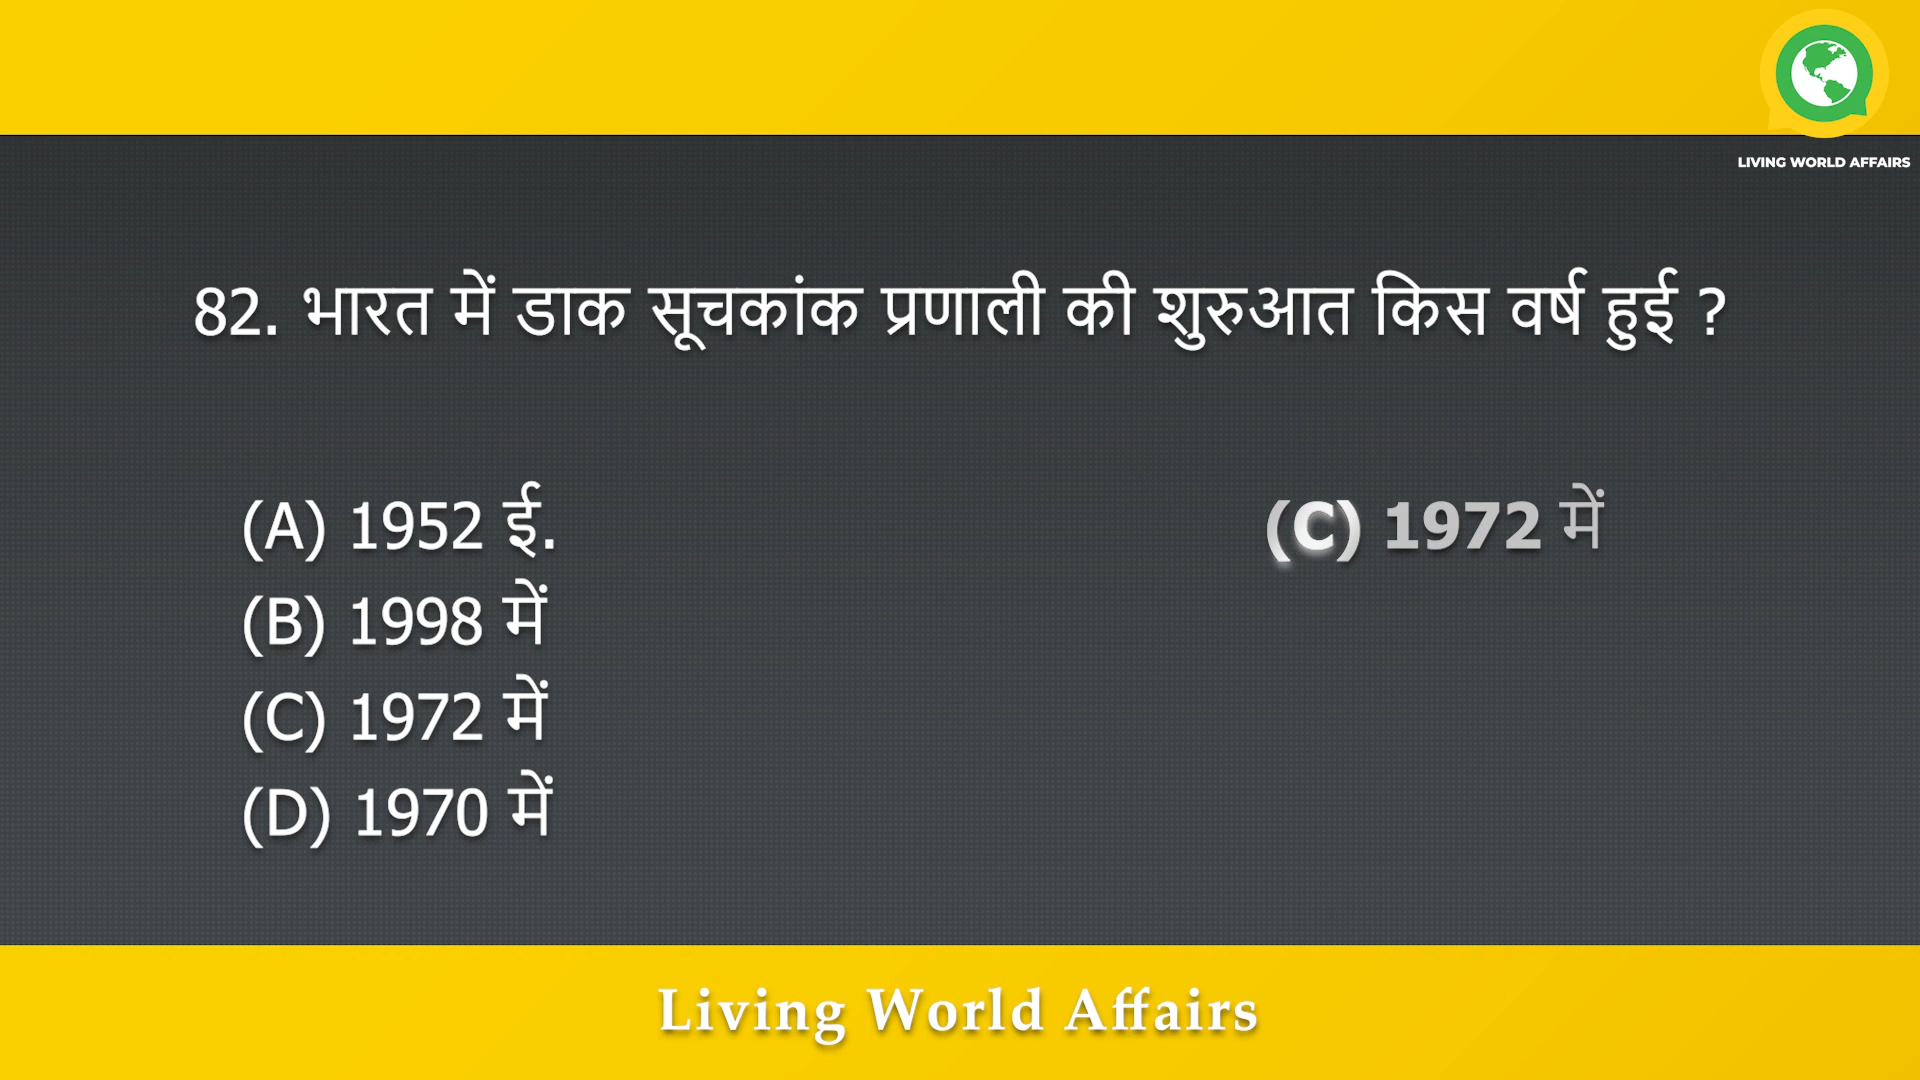 LIVING WORLD AFFAIRS
82. भारत में डाक सूचकांक प्रणाली की शुरुआत किस वर्ष हुई ?
(A) 1952 ई.
(C) 1972 में
(B) 1998 में
(C) 1972 में
(D) 1970 में
Living World Affairs